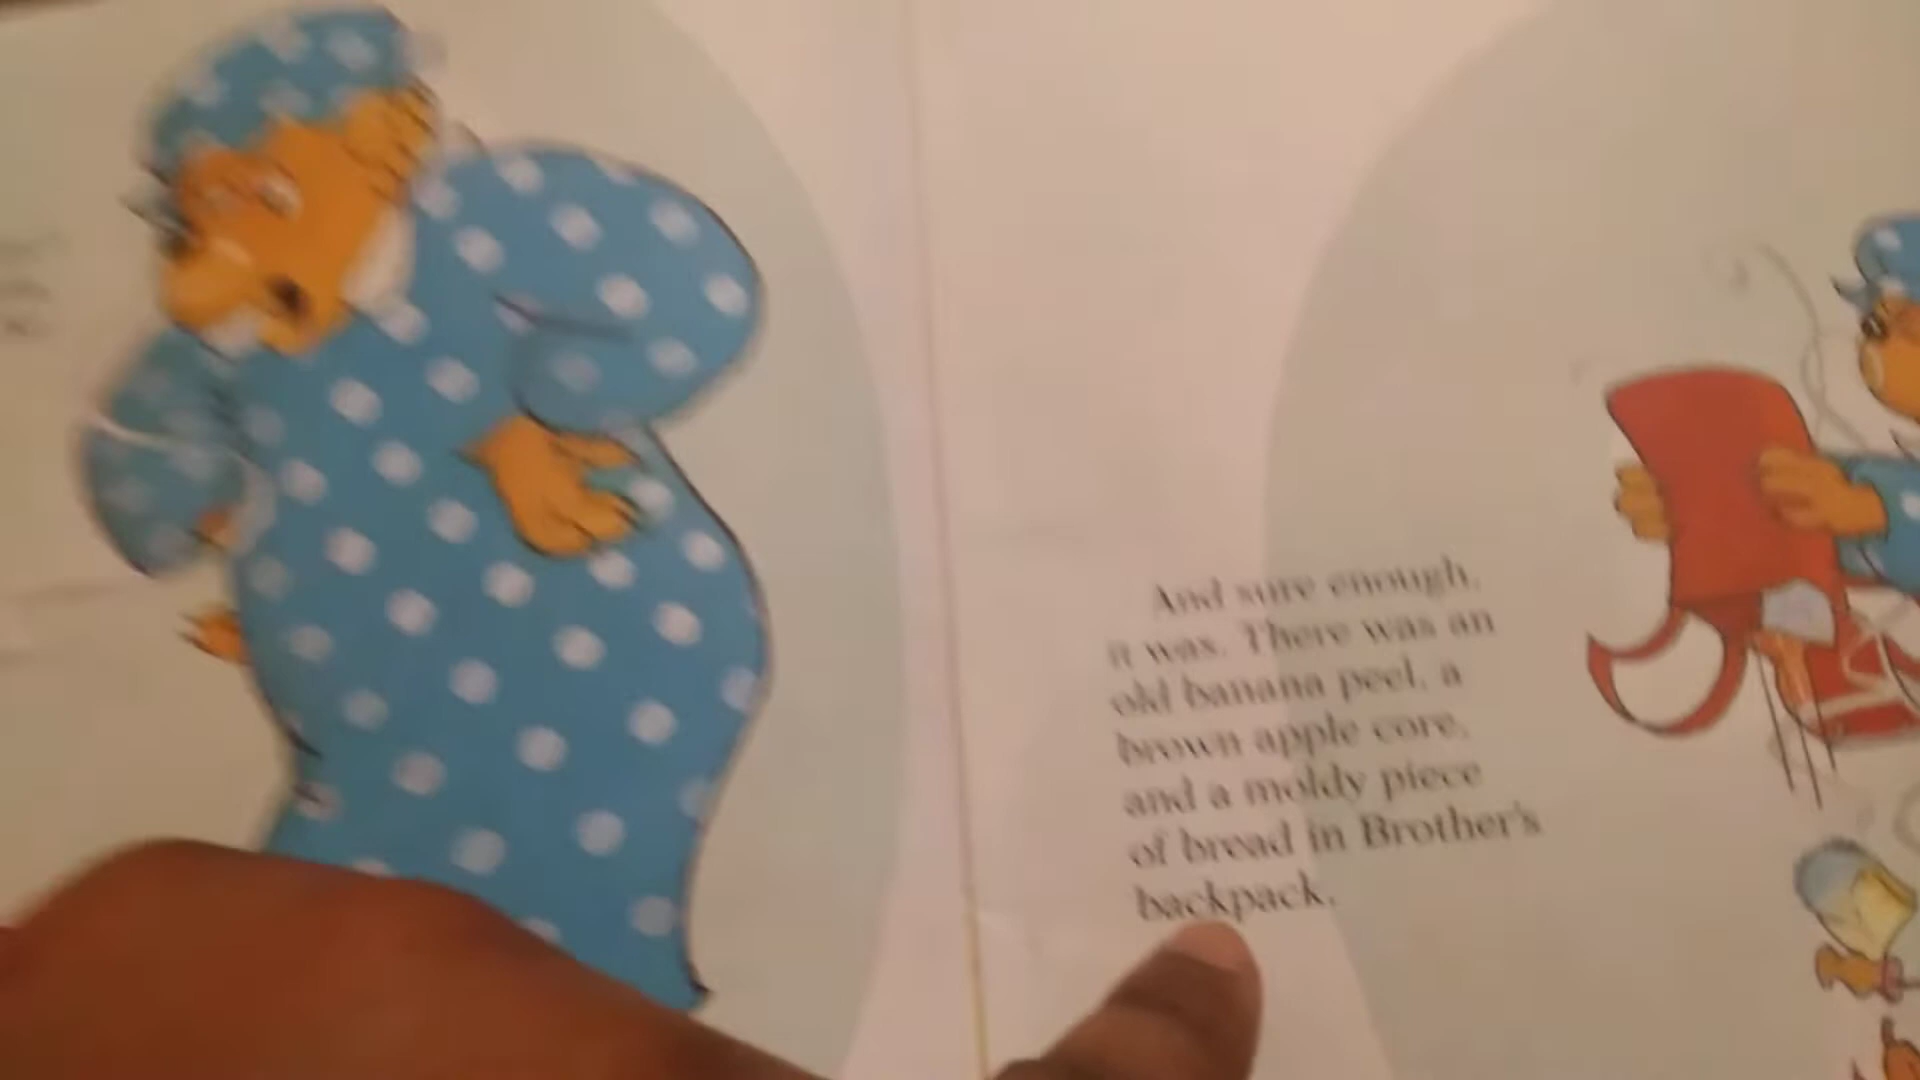 And sure enough,
it was. There was an
old banana peel, a
brown apple core,
and a moldy piece
of bread in Brother's
backpack.